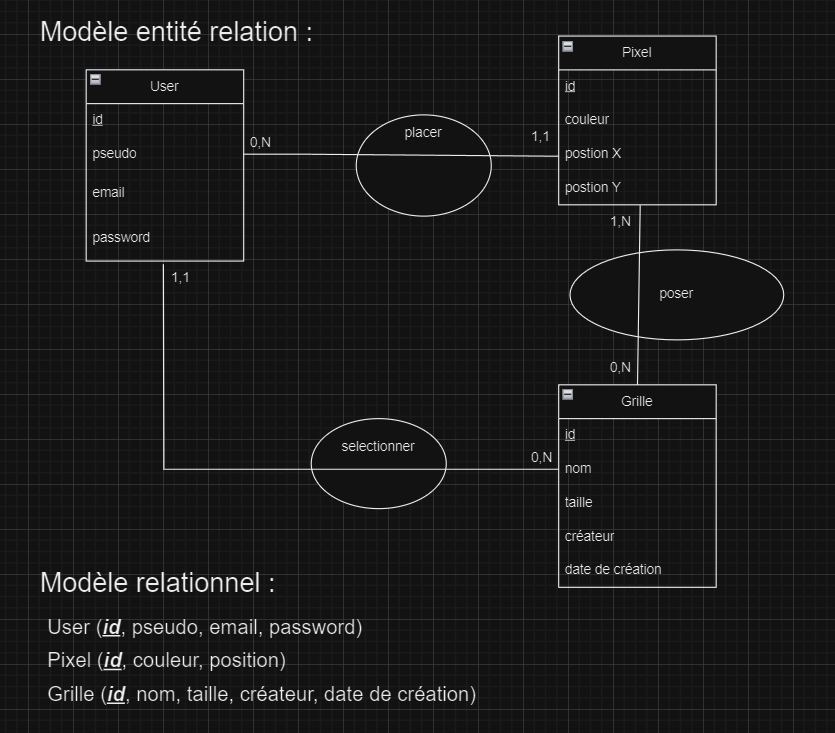 Modèle entité relation :
User
id
pseudo
email
password
0,N
placer
1,1
Pixel
id
couleur
postion X
postion Y
1,N
poser
0,N
1,1
selectionner
0,N
Grille
id
nom
taille
créateur
date de création
Modèle relationnel :
User (id, pseudo, email, password)
Pixel (id, couleur, position)
Grille (id, nom, taille, créateur, date de création)